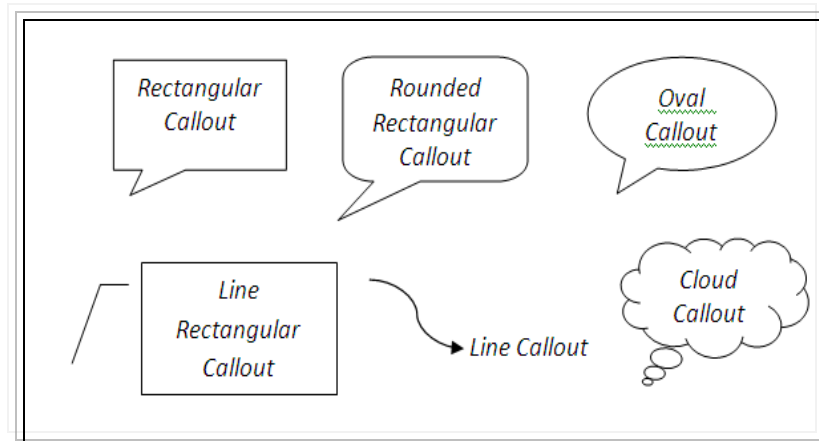 Rectangular
Callout
Rounded
Rectangular
Callout
Oval
Callout
Line
Rectangular
Callout
Line Callout
Cloud
Callout